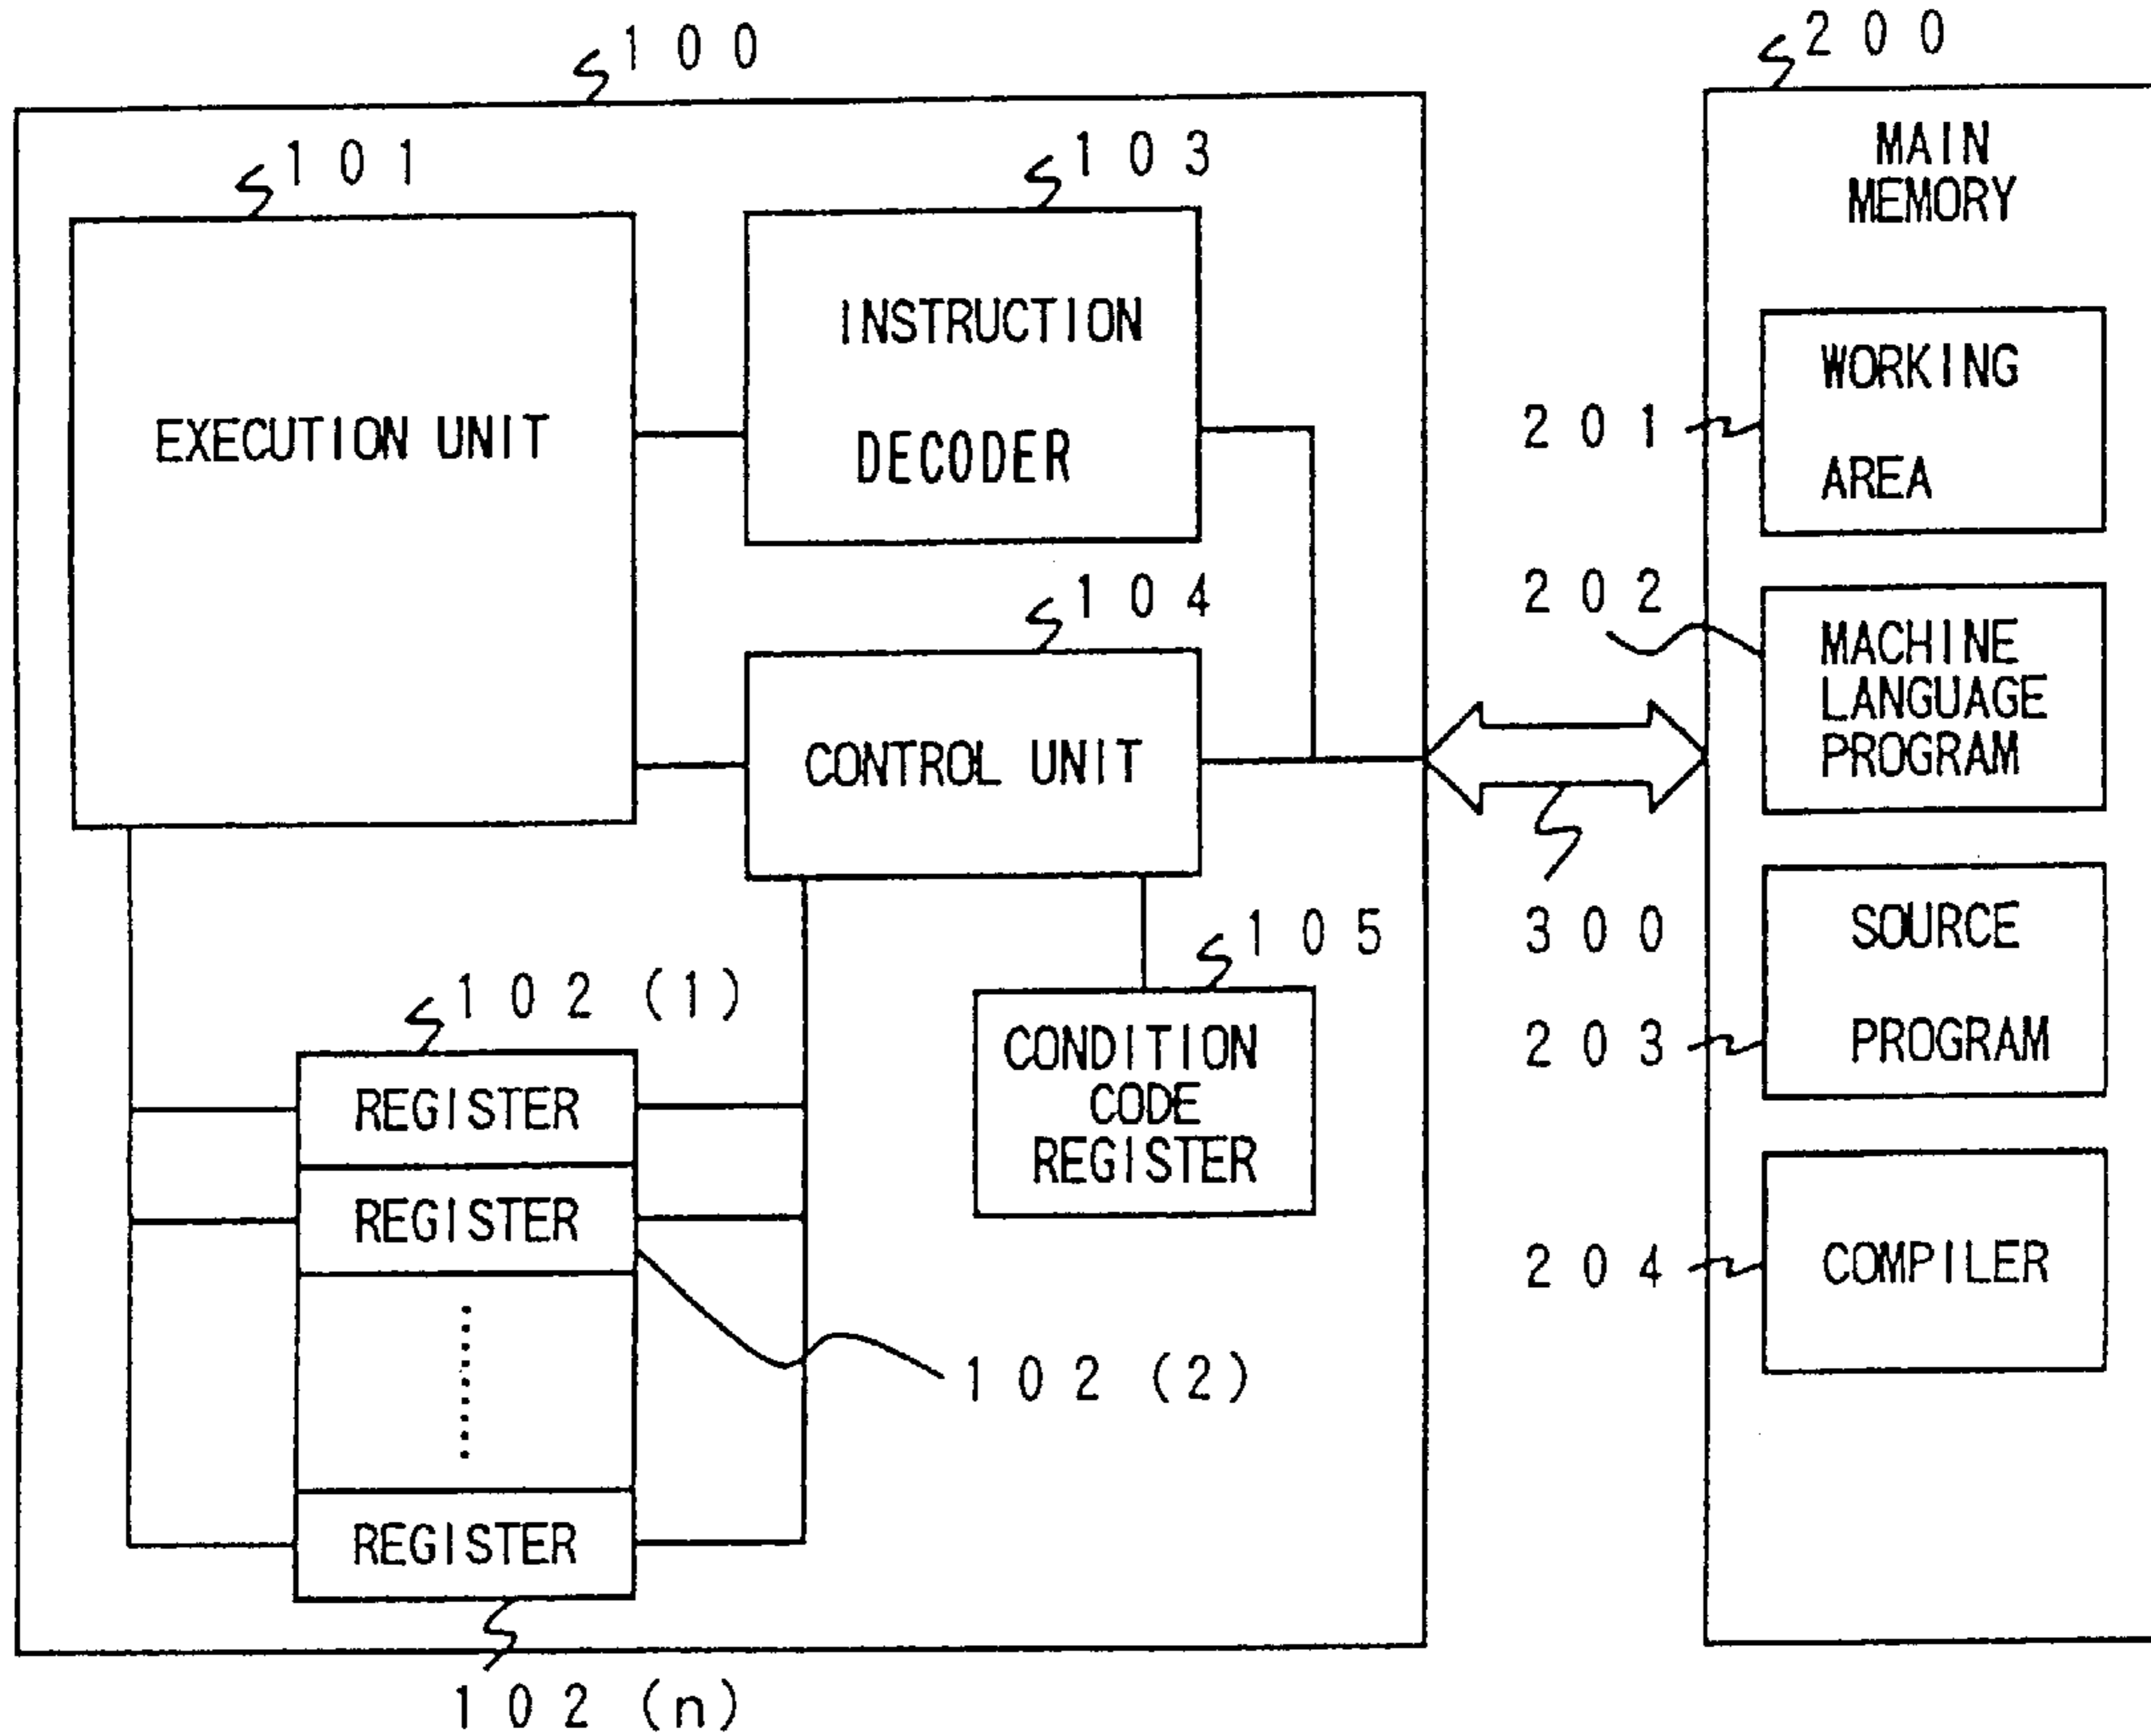 100
200
101
103
MAIN
MEMORY
EXECUTION UNIT
INSTRUCTION
DECODER
201
WORKING
AREA
104
202
MACHINE
LANGUAGE
PROGRAM
CONTROL UNIT
300
105
102 (1)
SOURCE
PROGRAM
203
REGISTER
CONDITION
CODE
REGISTER
REGISTER
204
COMPILER
102 (2)
REGISTER
102 (n)